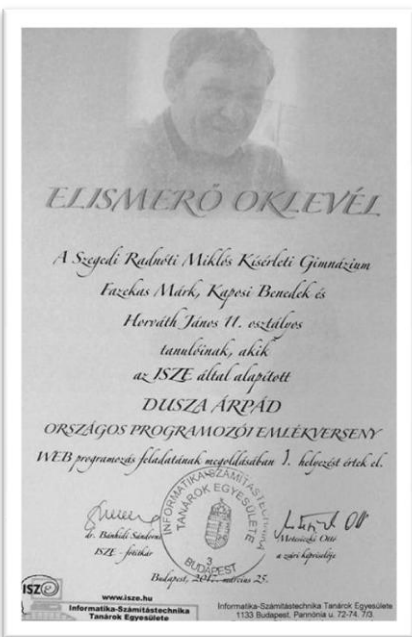 ELISMERŐ OKLEVÉL
A Szegedi Radnóti Miklós Kísérleti Gimnázium
Fazekas Márk, Kaposi Benedek és
Horváth János 11. osztályos
tanulóinak, akik
az ISZE által alapított
DUSZA ÁRPÁD
ORSZÁGOS PROGRAMOZÓI EMLÉKVERSENY
WEB programozás feladatának megoldásában 1. helyezést értek el.
INFORMATIKA-SZÁMÍTÁSTECHNIKA
TANÁROK EGYESÜLETE
3
BUDAPEST
dr. Bánhidi Sándorné
ISZE - főtitkár
Ottó
a zsűri képviselője
Budapest, március 25.
ISZe
www.isze.hu
Informatika-Számítástechnika
Tanárok Egyesülete
Informatika-Számítástechnika Tanárok Egyesülete
1133 Budapest, Pannónia u. 72-74. 7/3.